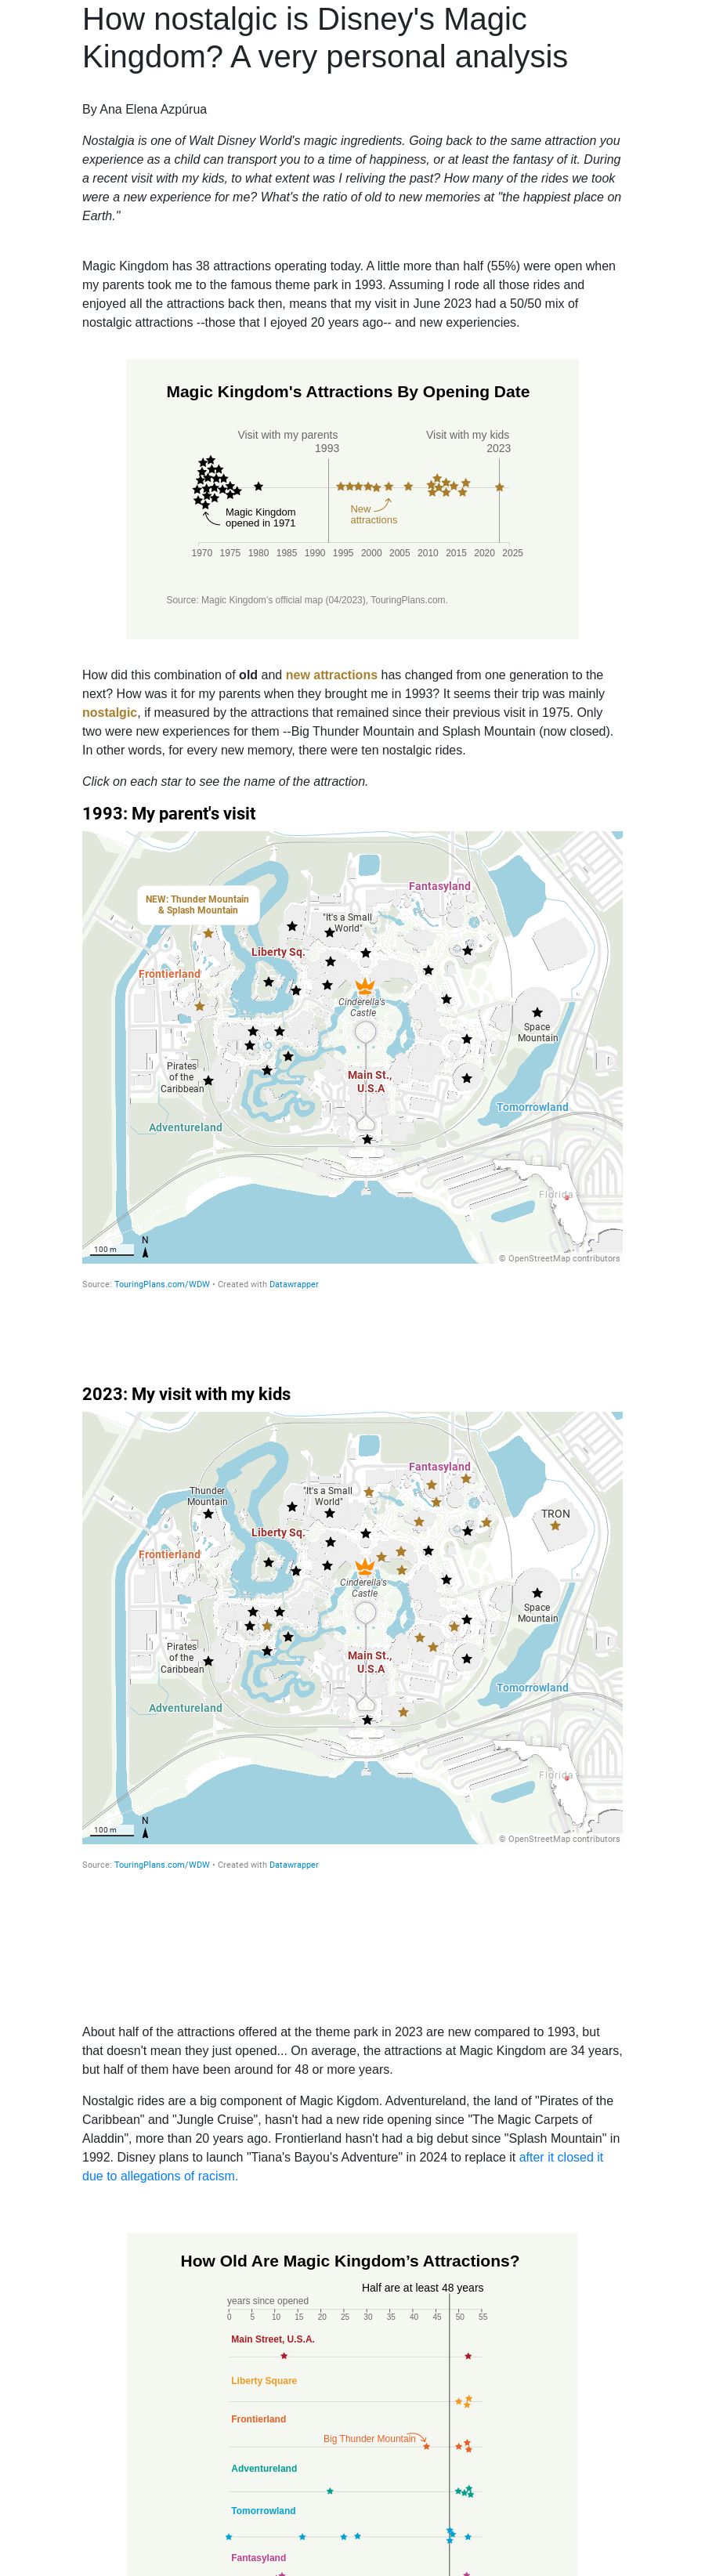 How nostalgic is Disney's Magic
Kingdom? A very personal analysis
By Ana Elena Azpúrua
Nostalgia is one of Walt Disney World's magic ingredients. Going back to the same attraction you
experience as a child can transport you to a time of happiness, or at least the fantasy of it. During
a recent visit with my kids, to what extent was I reliving the past? How many of the rides we took
were a new experience for me? What's the ratio of old to new memories at "the happiest place on
Earth."
Magic Kingdom has 38 attractions operating today. A little more than half (55%) were open when
my parents took me to the famous theme park in 1993. Assuming I rode all those rides and
enjoyed all the attractions back then, means that my visit in June 2023 had a 50/50 mix of
nostalgic attractions --those that I ejoyed 20 years ago-- and new experiencies.
Magic Kingdom's Attractions By Opening Date
Visit with my parents
1993
Visit with my kids
2023
Magic Kingdom
opened in 1971
New
attractions
1970 1975 1980 1985 1990 1995 2000 2005 2010 2015 2020 2025
Source: Magic Kingdom's official map (04/2023), TouringPlans.com.
How did this combination of old and new attractions has changed from one generation to the
next? How was it for my parents when they brought me in 1993? It seems their trip was mainly
nostalgic, if measured by the attractions that remained since their previous visit in 1975. Only
two were new experiences for them --Big Thunder Mountain and Splash Mountain (now closed).
In other words, for every new memory, there were ten nostalgic rides.
Click on each star to see the name of the attraction.
1993: My parent's visit
Fantasyland
NEW: Thunder Mountain
& Splash Mountain
"It's a Small
World"
Liberty Sq.
Frontierland
Cinderella's
Castle
Space
Mountain
Pirates
of the
Caribbean
Main St.,
U.S.A
Tomorrowland
Adventureland
Florida
N
100 m
© OpenStreetMap contributors
Source: TouringPlans.com/WDW • Created with Datawrapper
2023: My visit with my kids
Fantasyland
Thunder
Mountain
"It's a Small
World"
TRON
Liberty Sq.
Frontierland
Cinderella's
Castle
Space
Mountain
Pirates
of the
Caribbean
Main St.,
U.S.A
Tomorrowland
Adventureland
Florida
N
100 m
© OpenStreetMap contributors
Source: TouringPlans.com/WDW • Created with Datawrapper
About half of the attractions offered at the theme park in 2023 are new compared to 1993, but
that doesn't mean they just opened... On average, the attractions at Magic Kingdom are 34 years,
but half of them have been around for 48 or more years.
Nostalgic rides are a big component of Magic Kigdom. Adventureland, the land of "Pirates of the
Caribbean" and "Jungle Cruise", hasn't had a new ride opening since "The Magic Carpets of
Aladdin", more than 20 years ago. Frontierland hasn't had a big debut since "Splash Mountain" in
1992. Disney plans to launch "Tiana's Bayou's Adventure" in 2024 to replace it after it closed it
due to allegations of racism.
How Old Are Magic Kingdom's Attractions?
Half are at least 48 years
years since opened
0 5 10 15 20 25 30 35 40 45 50 55
Main Street, U.S.A.
Liberty Square
Frontierland
Big Thunder Mountain
Adventureland
Tomorrowland
Fantasyland